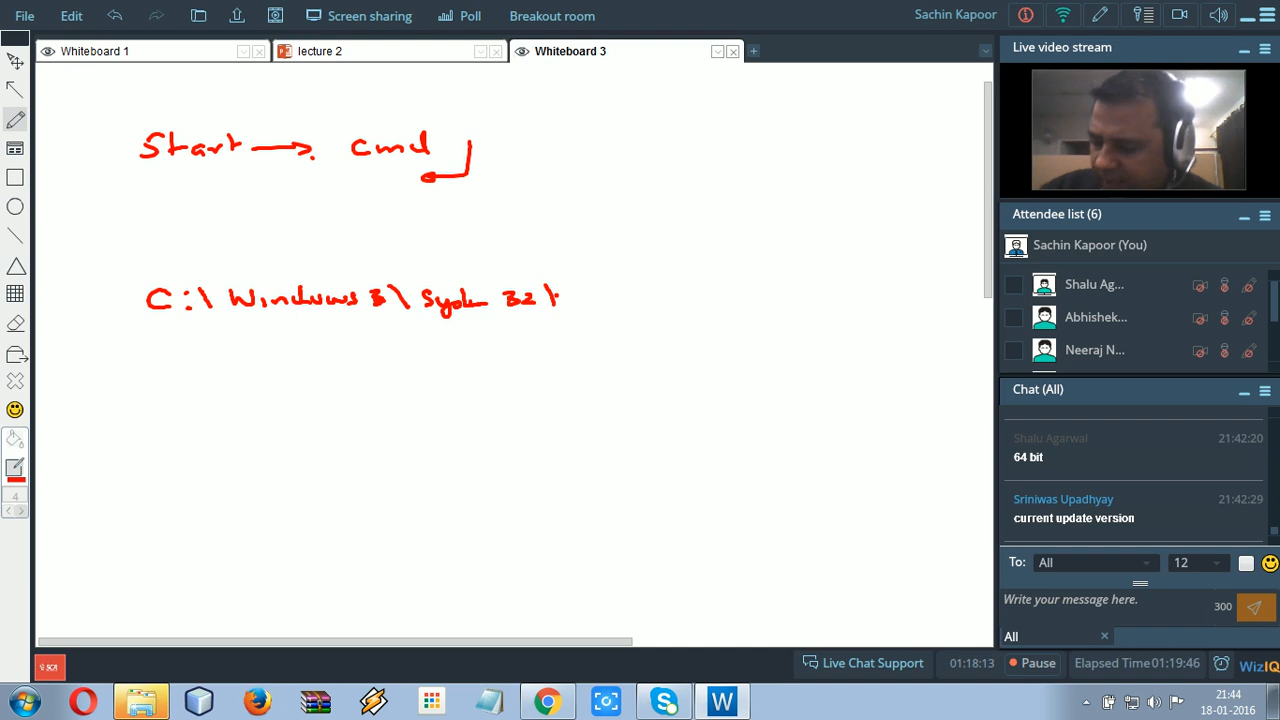 File Edit Screen sharing Poll Breakout room Sachin Kapoor
Whiteboard 1 lecture 2 Whiteboard 3
Start → cmd
C:\ Windows \ System 32 \
Live video stream
Attendee list (6)
Sachin Kapoor (You)
Shalu Ag...
Abhishek...
Neeraj N...
Chat (All)
Shalu Agarwal 21:42:20
64 bit
Sriniwas Upadhyay 21:42:29
current update version
To: All 12
Write your message here. 300
All
4
Live Chat Support 01:18:13 Pause Elapsed Time 01:19:46 WizIQ
21:44
18-01-2016